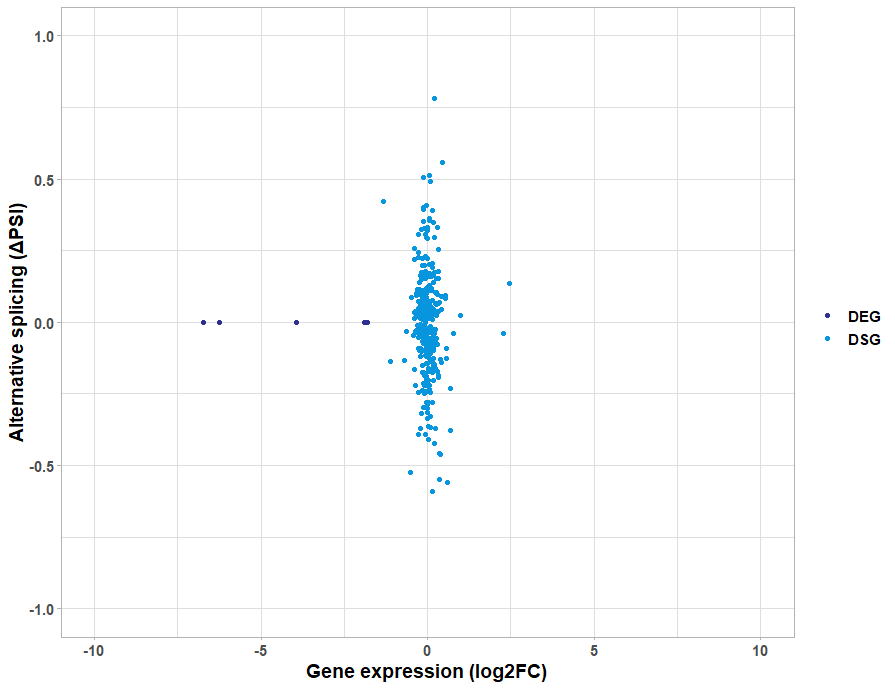 Alternative splicing (ΔPSI)
1.0
0.5
0.0
-0.5
-1.0
-10
-5
0
5
10
Gene expression (log2FC)
DEG
DSG